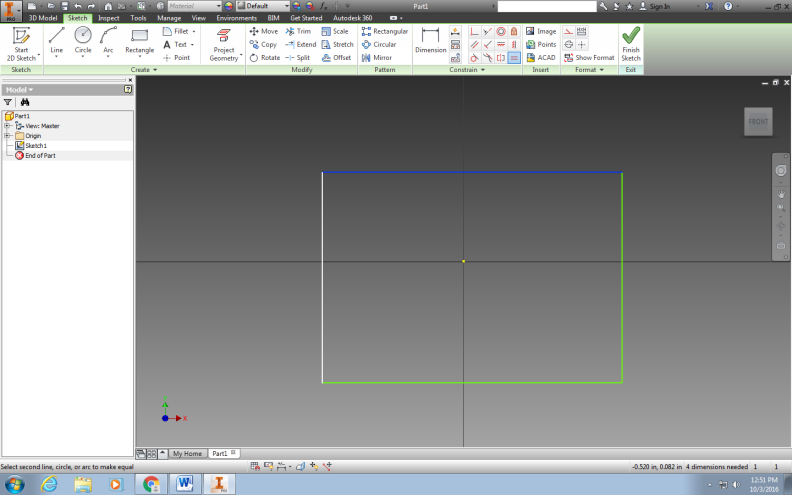 Material Default Part1 Sign In
PRO 3D Model Sketch Inspect Tools Manage View Environments BIM Get Started Autodesk 360
Start 2D Sketch Line Circle Arc Rectangle Fillet Text Point Project Geometry Move Copy Rotate Trim Extend Split Scale Stretch Offset Rectangular Circular Mirror Dimension Image Points ACAD Show Format Finish Sketch
Sketch Create Modify Pattern Constrain Insert Format Exit
Model
Part1
View: Master
Origin
Sketch1
End of Part
FRONT
X
My Home Part1
Select second line, circle, or arc to make equal -0.520 in, 0.082 in 4 dimensions needed 1 1
12:51 PM
10/3/2016